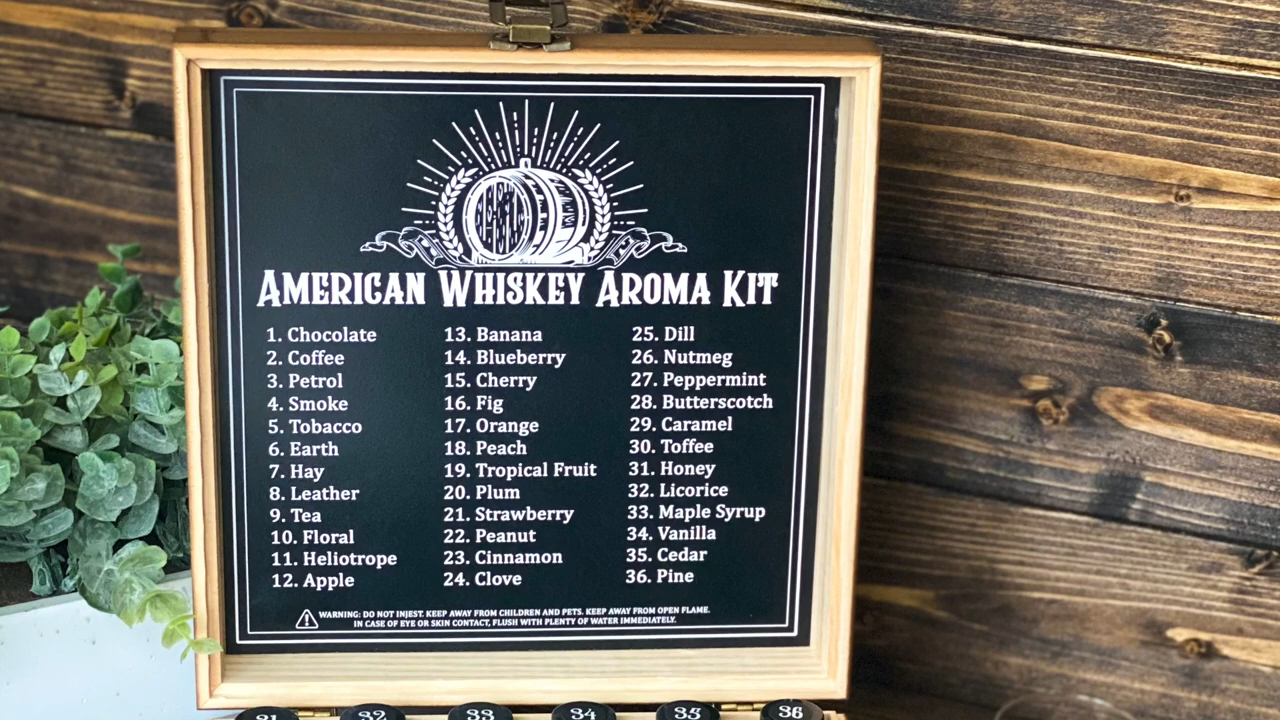 AMERICAN WHISKEY AROMA KIT
1. Chocolate
2. Coffee
3. Petrol
4. Smoke
5. Tobacco
6. Earth
7. Hay
8. Leather
9. Tea
10. Floral
11. Heliotrope
12. Apple
13. Banana
14. Blueberry
15. Cherry
16. Fig
17. Orange
18. Peach
19. Tropical Fruit
20. Plum
21. Strawberry
22. Peanut
23. Cinnamon
24. Clove
25. Dill
26. Nutmeg
27. Peppermint
28. Butterscotch
29. Caramel
30. Toffee
31. Honey
32. Licorice
33. Maple Syrup
34. Vanilla
35. Cedar
36. Pine
WARNING: DO NOT INJEST. KEEP AWAY FROM CHILDREN AND PETS. KEEP AWAY FROM OPEN FLAME.
IN CASE OF EYE OR SKIN CONTACT, FLUSH WITH PLENTY OF WATER IMMEDIATELY.
31 32 33 34 35 36